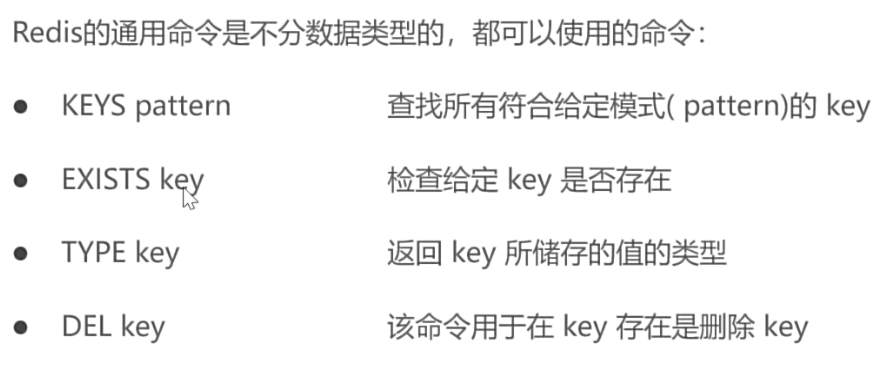 Redis的通用命令是不分数据类型的，都可以使用的命令：
● KEYS pattern 查找所有符合给定模式( pattern)的 key
● EXISTS key 检查给定 key 是否存在
● TYPE key 返回 key 所储存的值的类型
● DEL key 该命令用于在 key 存在是删除 key